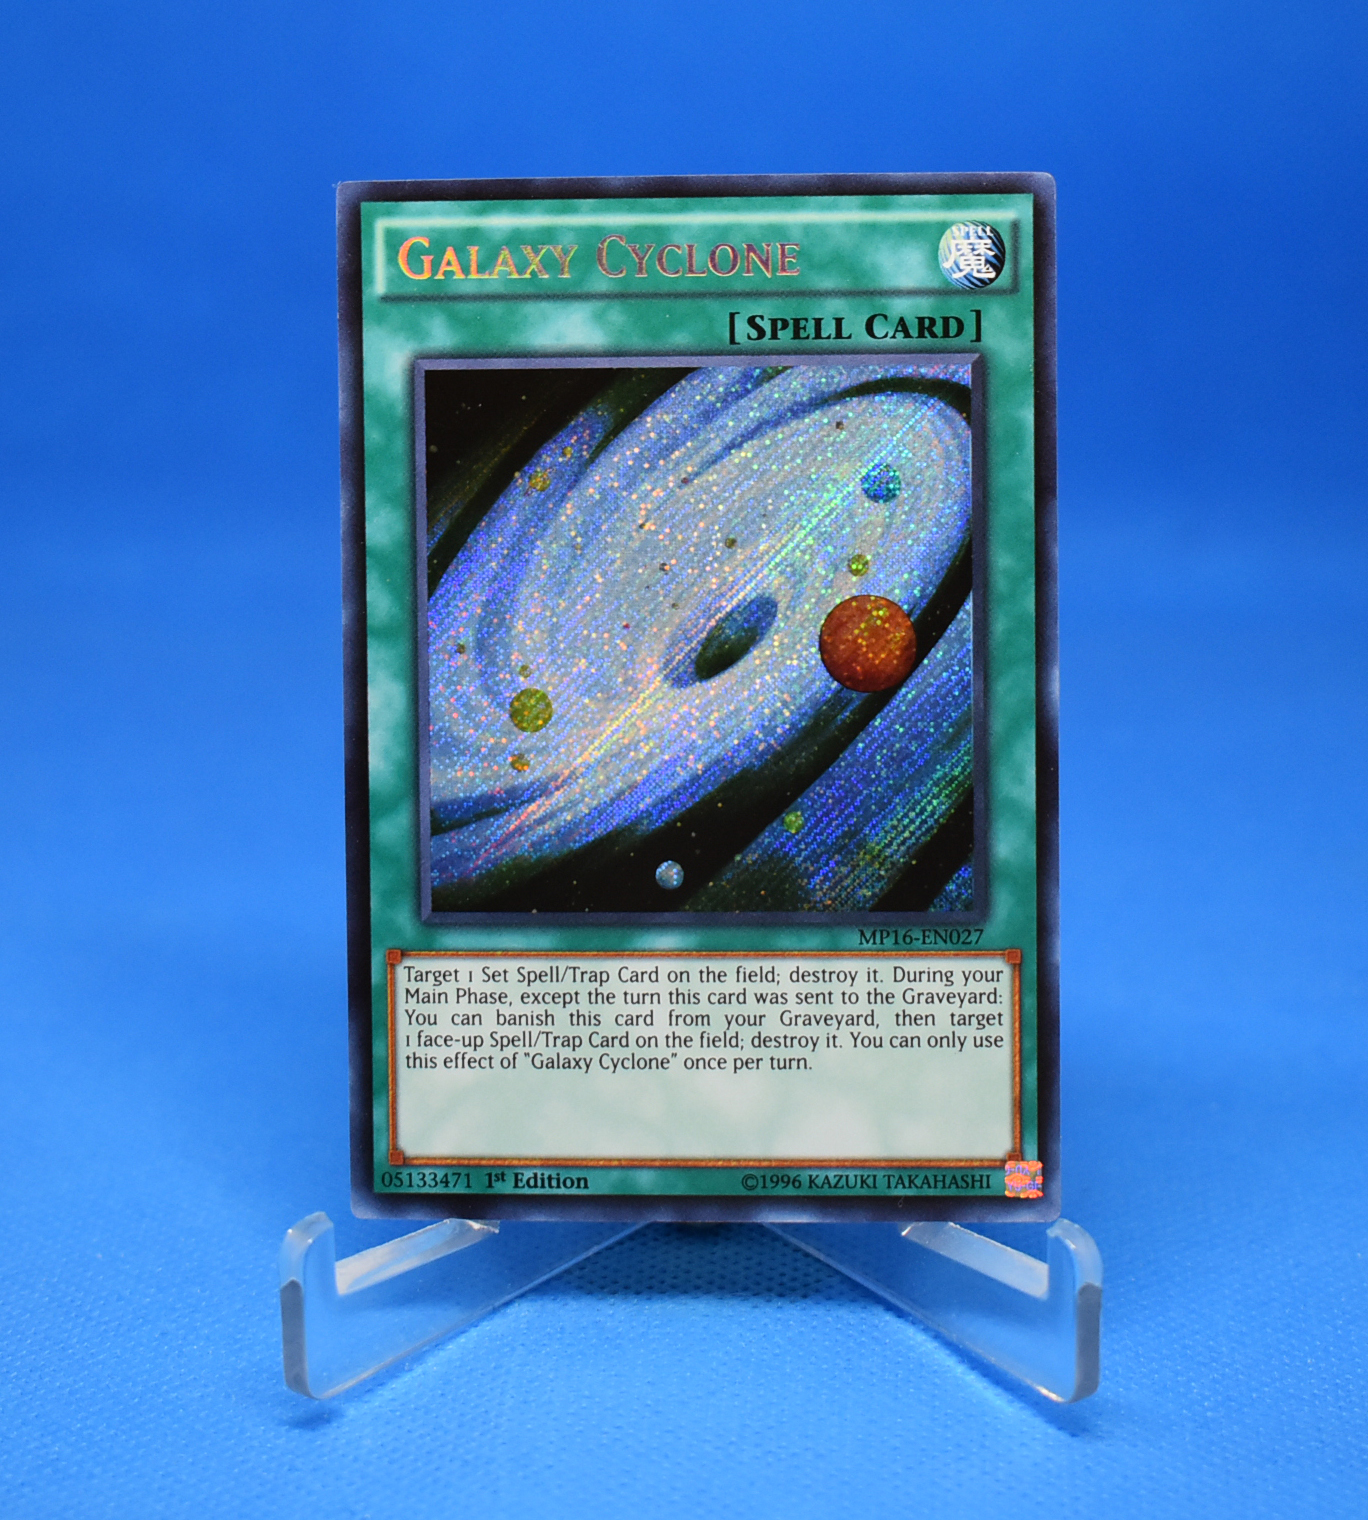 GALAXY CYCLONE
SPELL
魔
[SPELL CARD]
MP16-EN027
Target 1 Set Spell/Trap Card on the field; destroy it. During your
Main Phase, except the turn this card was sent to the Graveyard:
You can banish this card from your Graveyard, then target
1 face-up Spell/Trap Card on the field; destroy it. You can only use
this effect of "Galaxy Cyclone" once per turn.
05133471 1st Edition ©1996 KAZUKI TAKAHASHI